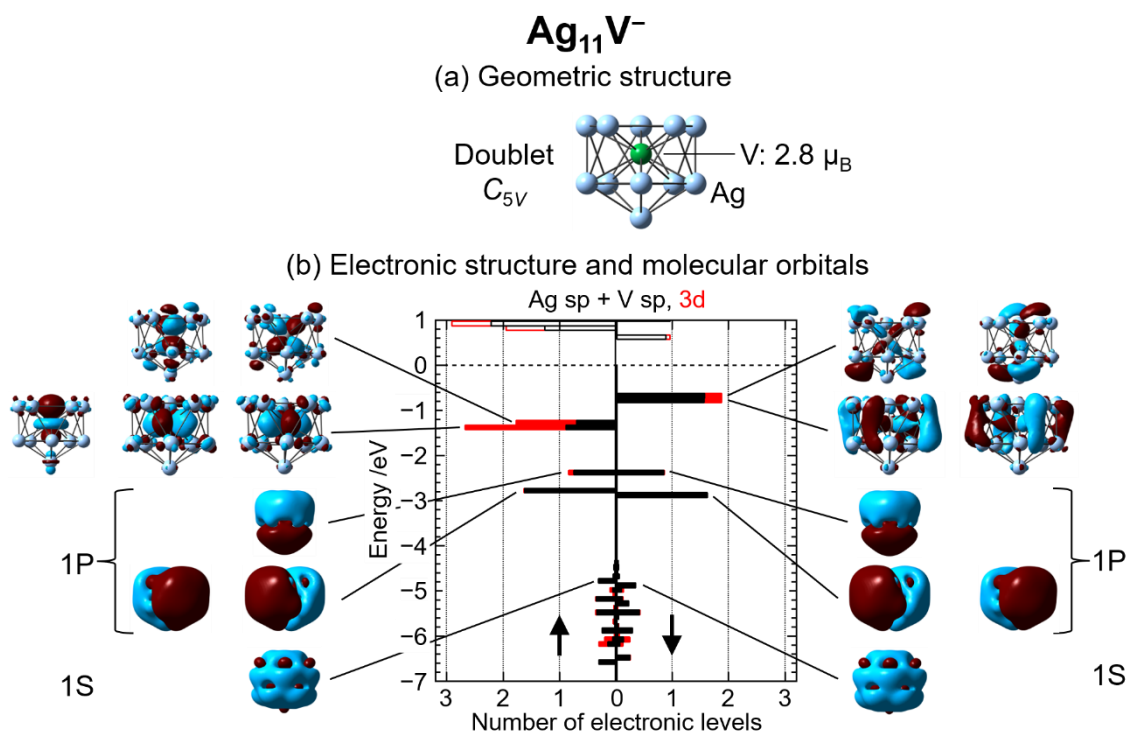 Ag₁₁V⁻
(a) Geometric structure
Doublet
C5V
V: 2.8 μB
Ag
(b) Electronic structure and molecular orbitals
Ag sp + V sp, 3d
1
0
−1
−2
−3
−4
−5
−6
−7
Energy /eV
3 2 1 0 1 2 3
Number of electronic levels
1P
1S
1P
1S